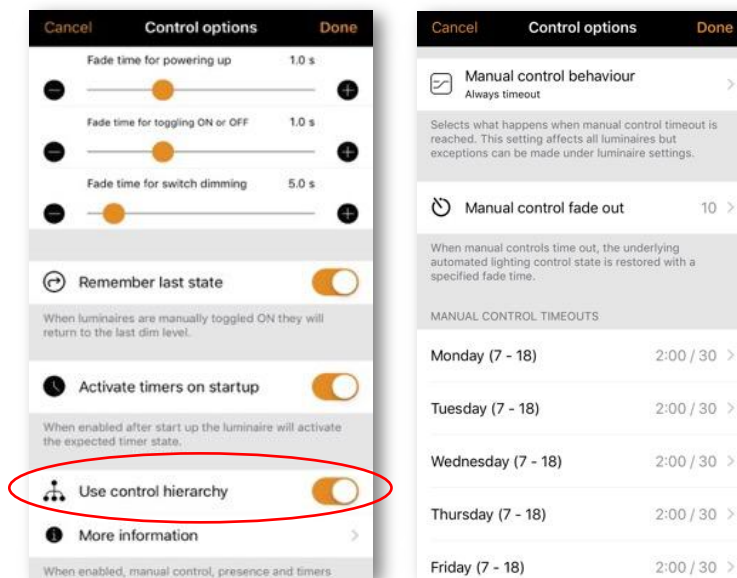 Cancel Control options Done
Fade time for powering up 1.0 s
Fade time for toggling ON or OFF 1.0 s
Fade time for switch dimming 5.0 s
Remember last state
When luminaires are manually toggled ON they will
return to the last dim level.
Activate timers on startup
When enabled after start up the luminaire will activate
the expected timer state.
Use control hierarchy
More information
When enabled, manual control, presence and timers
Cancel Control options Done
Manual control behaviour
Always timeout
Selects what happens when manual control timeout is
reached. This setting affects all luminaires but
exceptions can be made under luminaire settings.
Manual control fade out 10
When manual controls time out, the underlying
automated lighting control state is restored with a
specified fade time.
MANUAL CONTROL TIMEOUTS
Monday (7 - 18) 2:00 / 30
Tuesday (7 - 18) 2:00 / 30
Wednesday (7 - 18) 2:00 / 30
Thursday (7 - 18) 2:00 / 30
Friday (7 - 18) 2:00 / 30